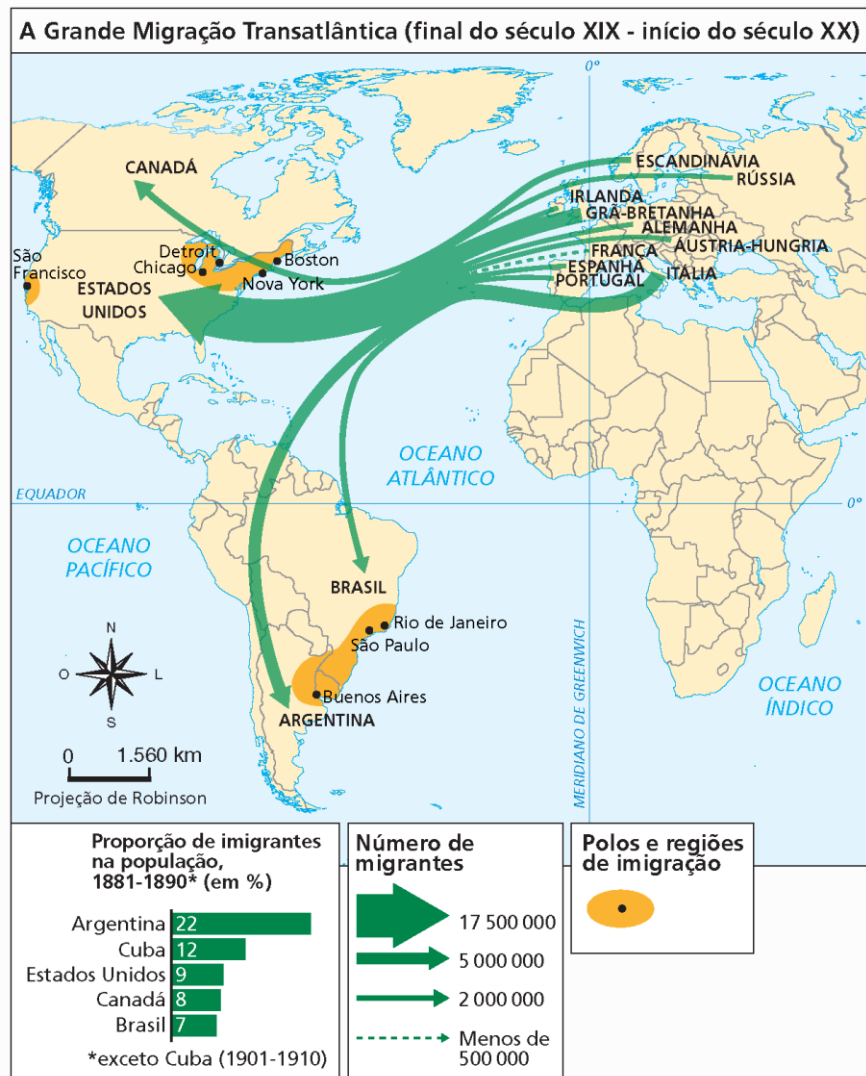 A Grande Migração Transatlântica (final do século XIX - início do século XX)
0°
CANADÁ
ESCANDINÁVIA
RÚSSIA
IRLANDA
GRÃ-BRETANHA
ALEMANHA
ÁUSTRIA-HUNGRIA
FRANÇA
ESPANHA
PORTUGAL
ITÁLIA
São
Francisco
Detroit
Chicago
Boston
Nova York
ESTADOS
UNIDOS
OCEANO
ATLÂNTICO
EQUADOR
0°
OCEANO
PACÍFICO
BRASIL
Rio de Janeiro
São Paulo
Buenos Aires
ARGENTINA
MERIDIANO DE GREENWICH
OCEANO
ÍNDICO
N
O
L
S
0 1.560 km
Projeção de Robinson
Proporção de imigrantes
na população,
1881-1890* (em %)
Argentina 22
Cuba 12
Estados Unidos 9
Canadá 8
Brasil 7
*exceto Cuba (1901-1910)
Número de
migrantes
17 500 000
5 000 000
2 000 000
Menos de
500 000
Polos e regiões
de imigração